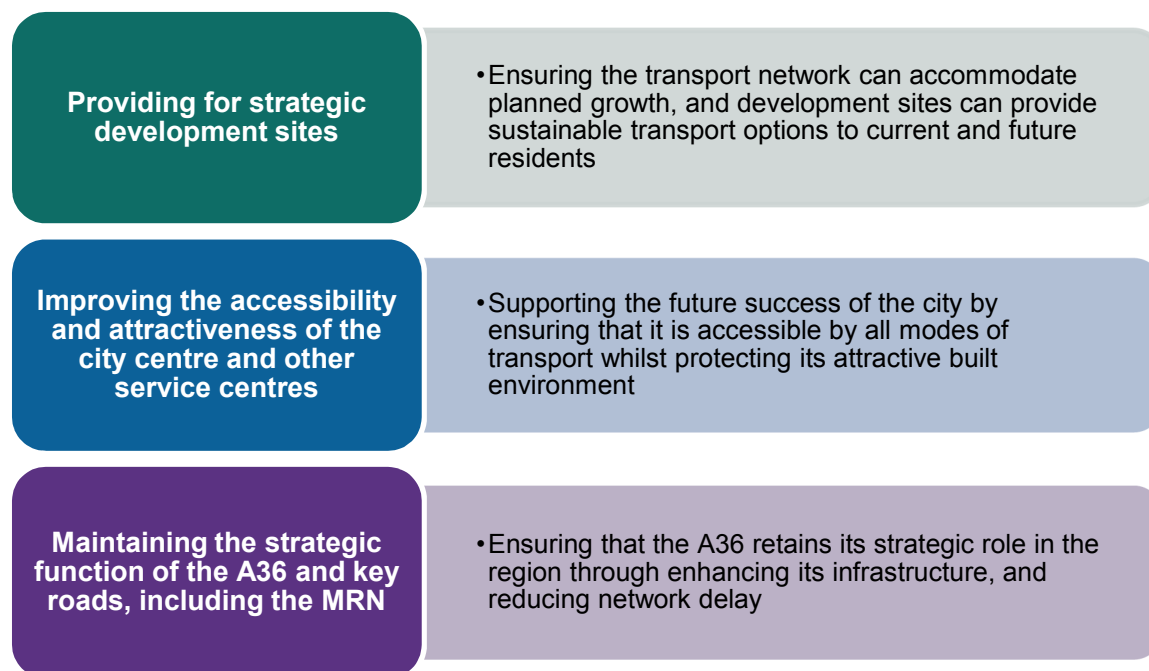 Providing for strategic
development sites
•Ensuring the transport network can accommodate
planned growth, and development sites can provide
sustainable transport options to current and future
residents
Improving the accessibility
and attractiveness of the
city centre and other
service centres
•Supporting the future success of the city by
ensuring that it is accessible by all modes of
transport whilst protecting its attractive built
environment
Maintaining the strategic
function of the A36 and key
roads, including the MRN
•Ensuring that the A36 retains its strategic role in the
region through enhancing its infrastructure, and
reducing network delay